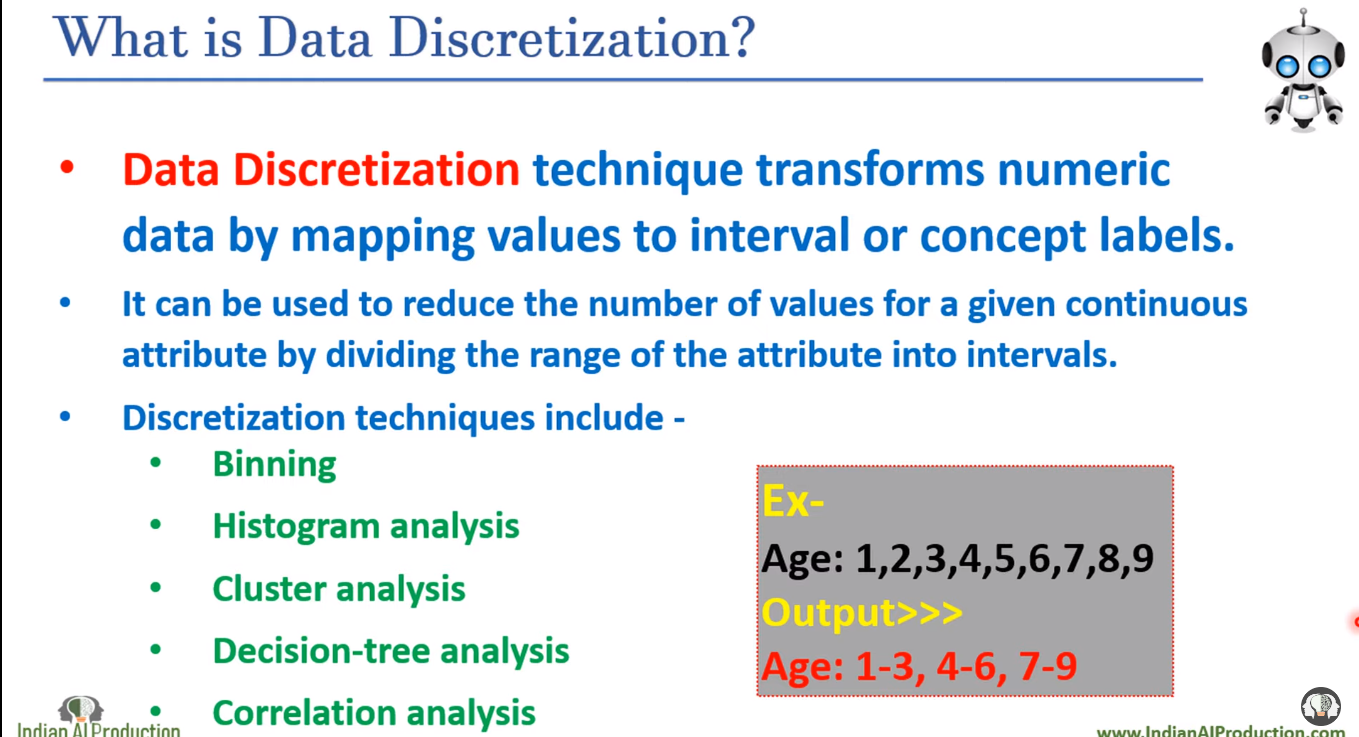 What is Data Discretization?
• Data Discretization technique transforms numeric
data by mapping values to interval or concept labels.
• It can be used to reduce the number of values for a given continuous
attribute by dividing the range of the attribute into intervals.
• Discretization techniques include -
• Binning
• Histogram analysis
• Cluster analysis
• Decision-tree analysis
• Correlation analysis
Ex-
Age: 1,2,3,4,5,6,7,8,9
Output>>>
Age: 1-3, 4-6, 7-9
Indian AI Production
www.IndianAIProduction.com